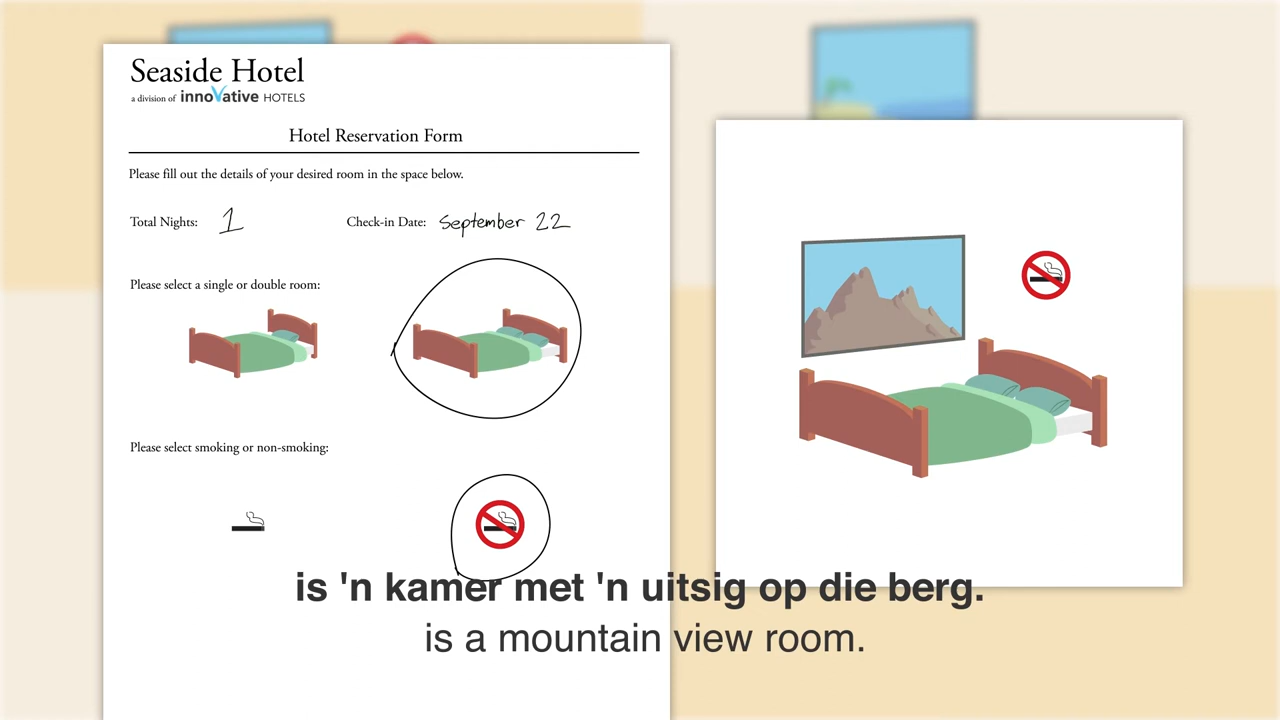 Seaside Hotel
a division of innovative HOTELS
Hotel Reservation Form
Please fill out the details of your desired room in the space below.
Total Nights: 1 Check-in Date: September 22
Please select a single or double room:
Please select smoking or non-smoking:
is 'n kamer met 'n uitsig op die berg.
is a mountain view room.